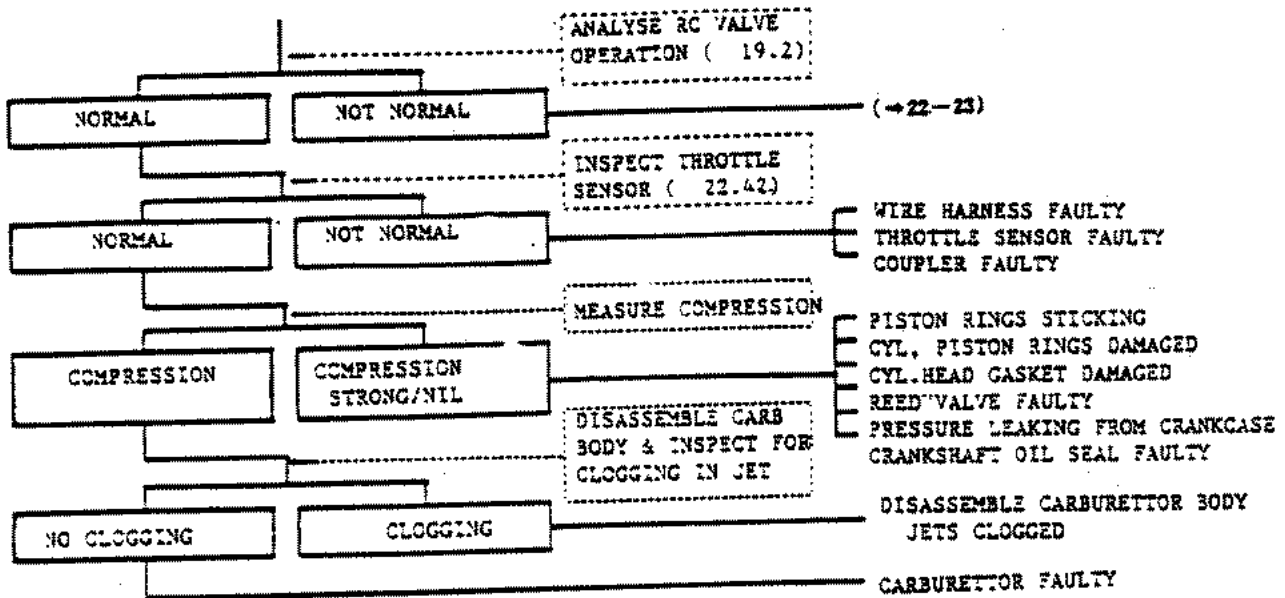 ANALYSE RC VALVE
OPERATION ( 19.2)
NORMAL
NOT NORMAL
(→22-23)
INSPECT THROTTLE
SENSOR ( 22.42)
NORMAL
NOT NORMAL
WIRE HARNESS FAULTY
THROTTLE SENSOR FAULTY
COUPLER FAULTY
MEASURE COMPRESSION
COMPRESSION
COMPRESSION
STRONG/NIL
PISTON RINGS STICKING
CYL, PISTON RINGS DAMAGED
CYL.HEAD GASKET DAMAGED
REED VALVE FAULTY
PRESSURE LEAKING FROM CRANKCASE
CRANKSHAFT OIL SEAL FAULTY
DISASSEMBLE CARB
BODY & INSPECT FOR
CLOGGING IN JET
NO CLOGGING
CLOGGING
DISASSEMBLE CARBURETTOR BODY
JETS CLOGGED
CARBURETTOR FAULTY